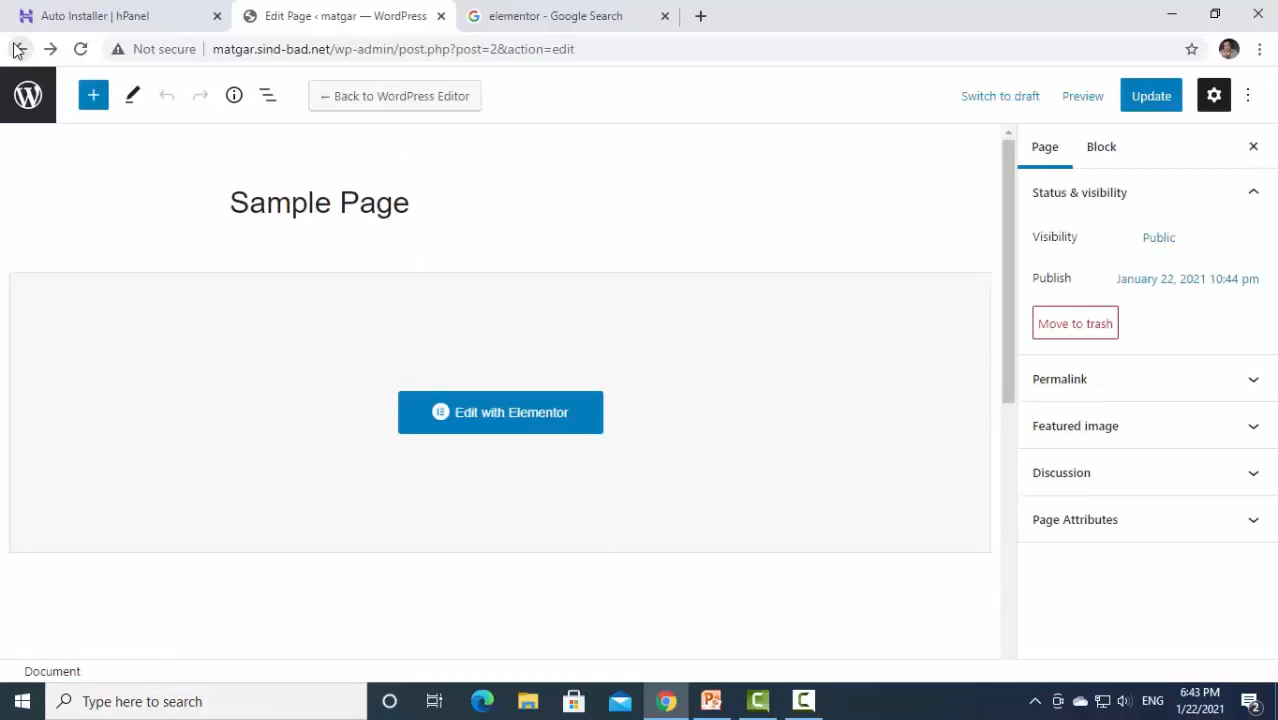 Auto Installer | hPanel
Edit Page ‹ matgar — WordPress
elementor - Google Search
Not secure
matgar.sind-bad.net/wp-admin/post.php?post=2&action=edit
← Back to WordPress Editor
Switch to draft
Preview
Update
Page
Block
Sample Page
Status & visibility
Visibility
Public
Publish
January 22, 2021 10:44 pm
Move to trash
Edit with Elementor
Permalink
Featured image
Discussion
Page Attributes
Document
Type here to search
ENG
6:43 PM
1/22/2021
2